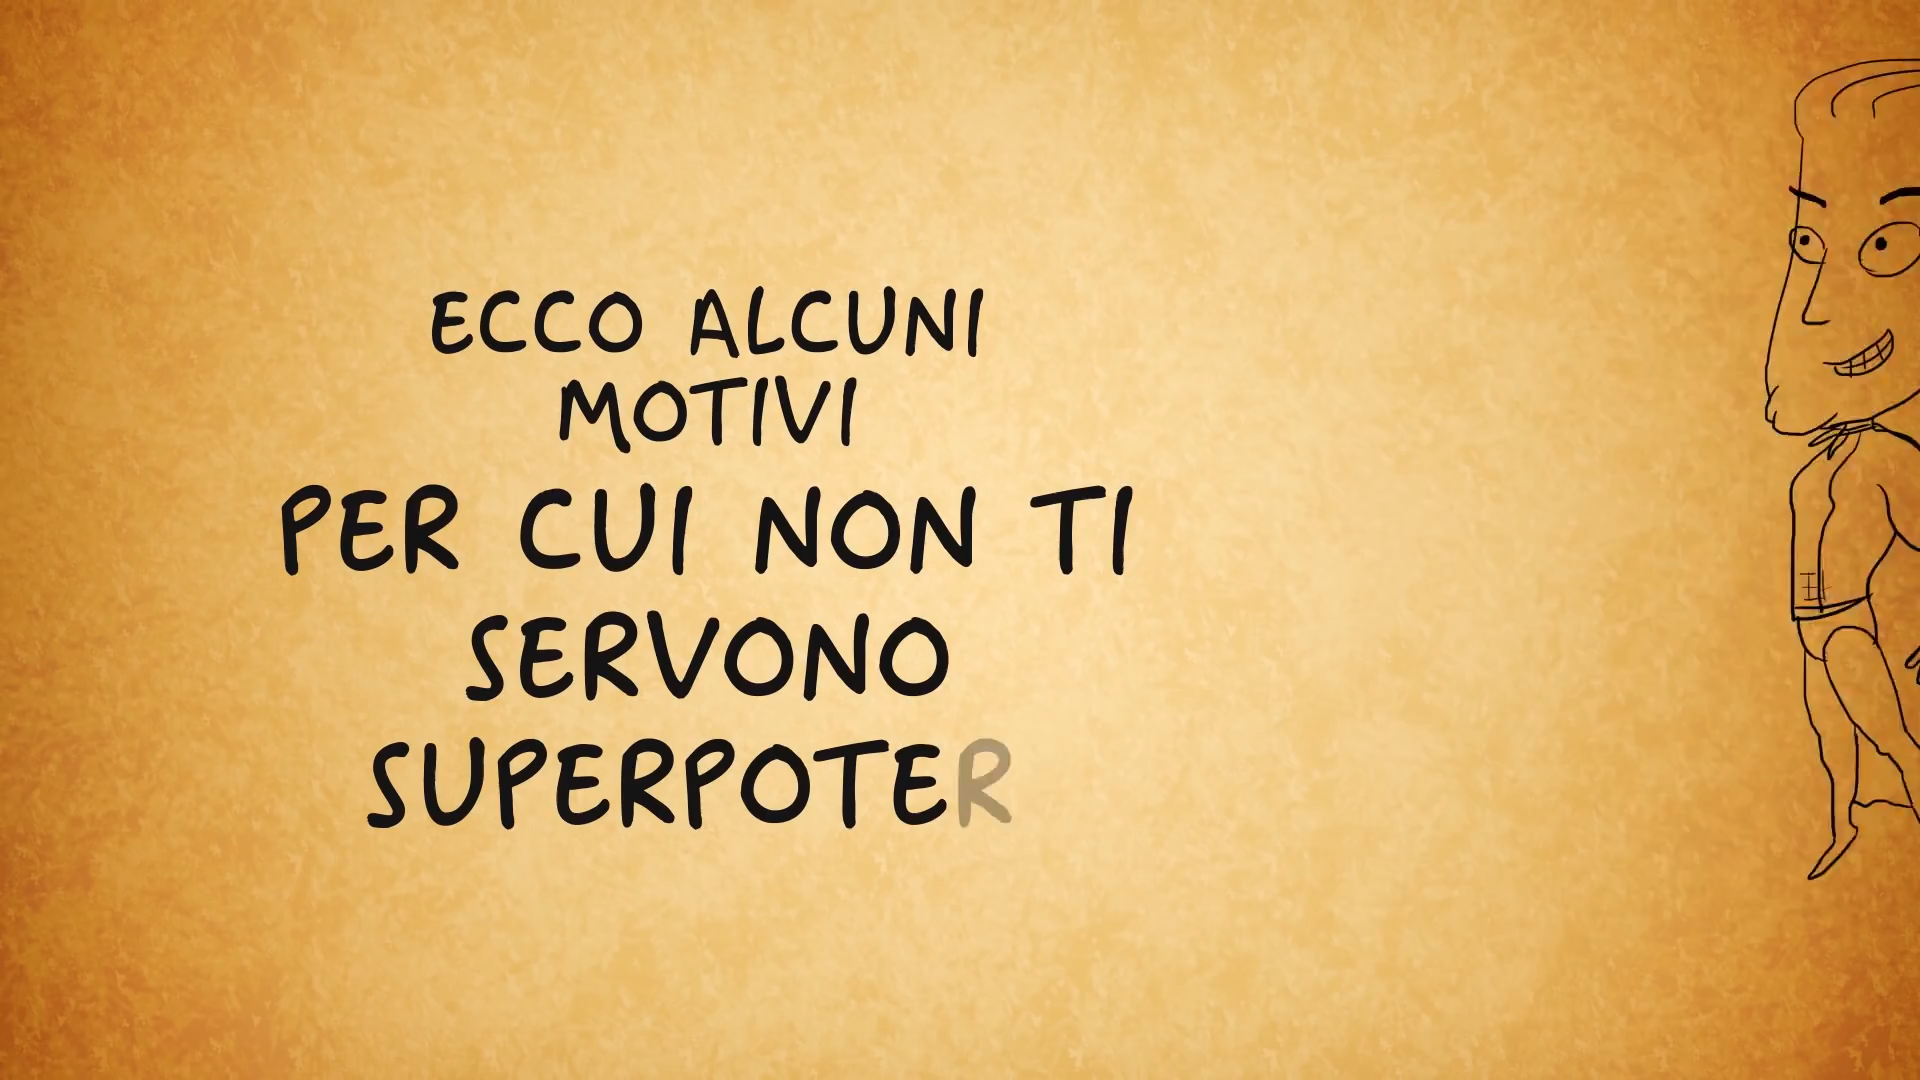 ECCO ALCUNI
MOTIVI
PER CUI NON TI
SERVONO
SUPERPOTER